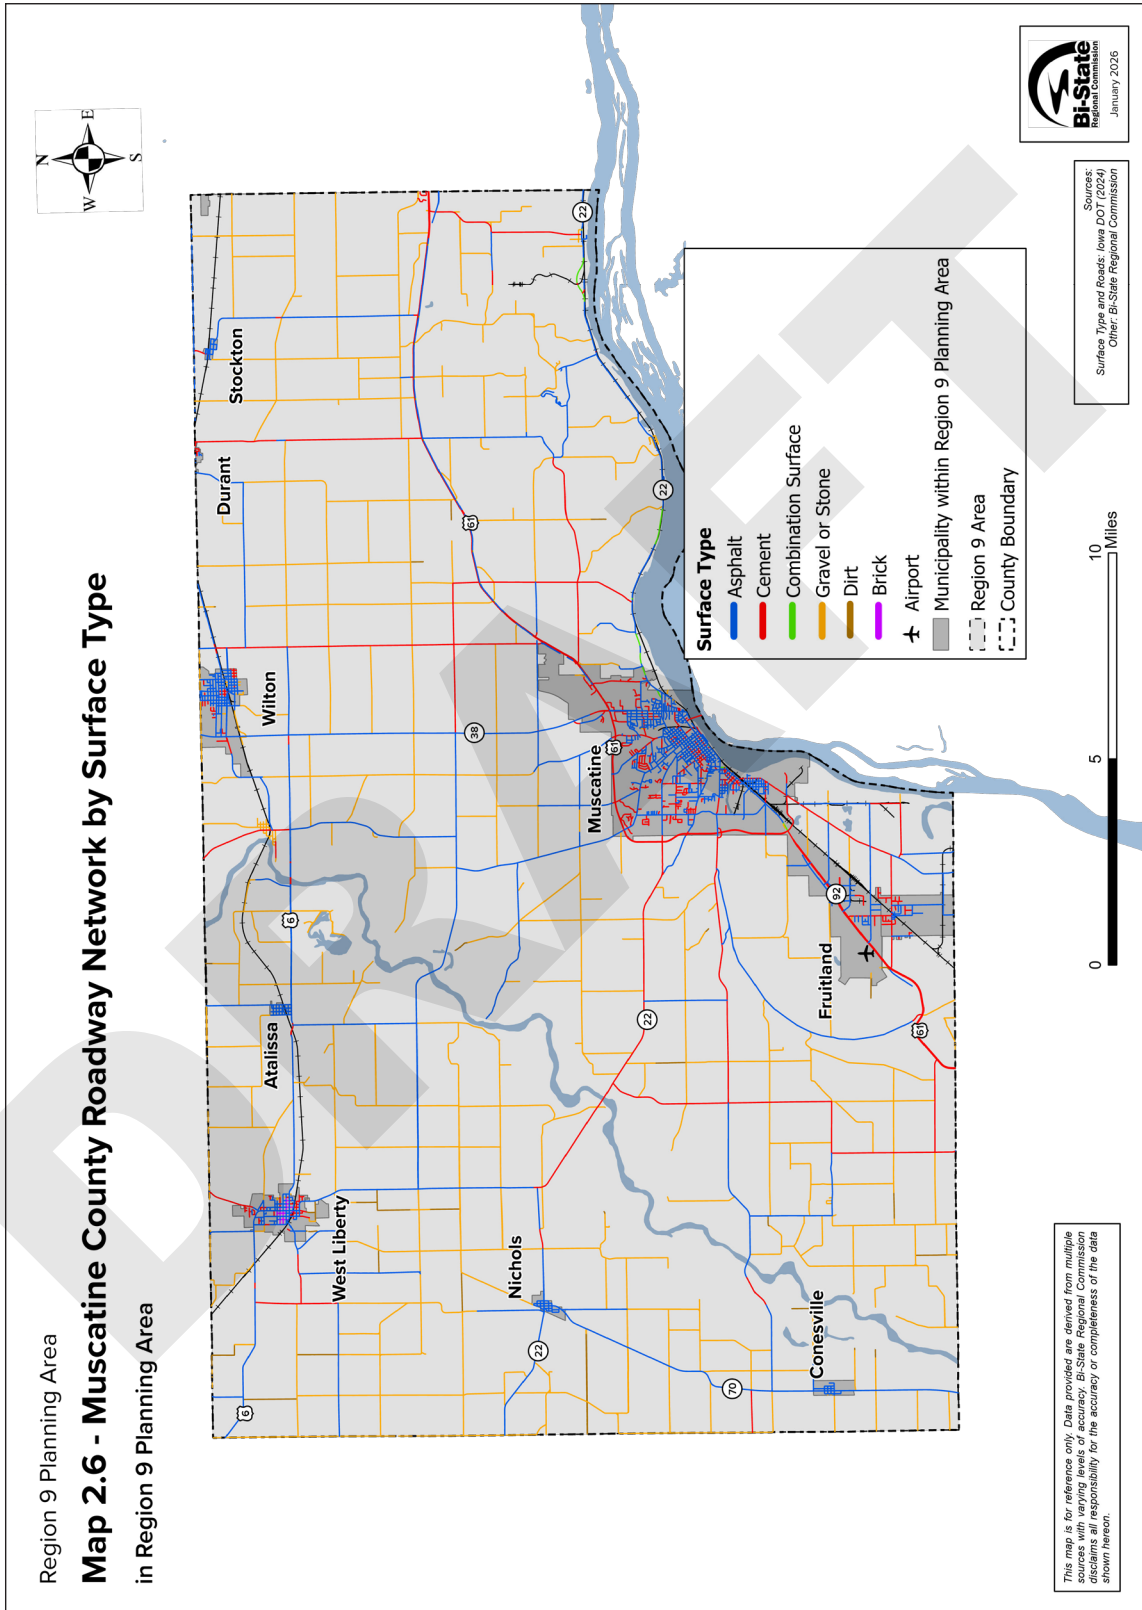 Region 9 Planning Area
Map 2.6 - Muscatine County Roadway Network by Surface Type
in Region 9 Planning Area
N
W
E
S
DRAFT
Stockton
Durant
Wilton
Atalissa
West Liberty
Muscatine
Nichols
Fruitland
Conesville
6
6
38
61
61
61
22
22
22
22
70
92
Surface Type
Asphalt
Cement
Combination Surface
Gravel or Stone
Dirt
Brick
Airport
Municipality within Region 9 Planning Area
Region 9 Area
County Boundary
0
5
10
Miles
This map is for reference only. Data provided are derived from multiple
sources with varying levels of accuracy. Bi-State Regional Commission
disclaims all responsibility for the accuracy or completeness of the data
shown hereon.
Sources:
Surface Type and Roads: Iowa DOT (2024)
Other: Bi-State Regional Commission
Bi-State
Regional Commission
January 2026